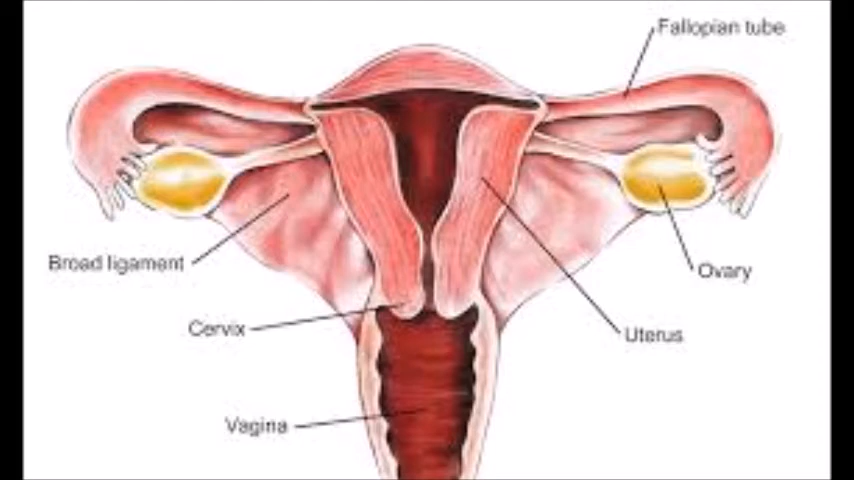 Fallopian tube
Broad ligament
Ovary
Cervix
Uterus
Vagina